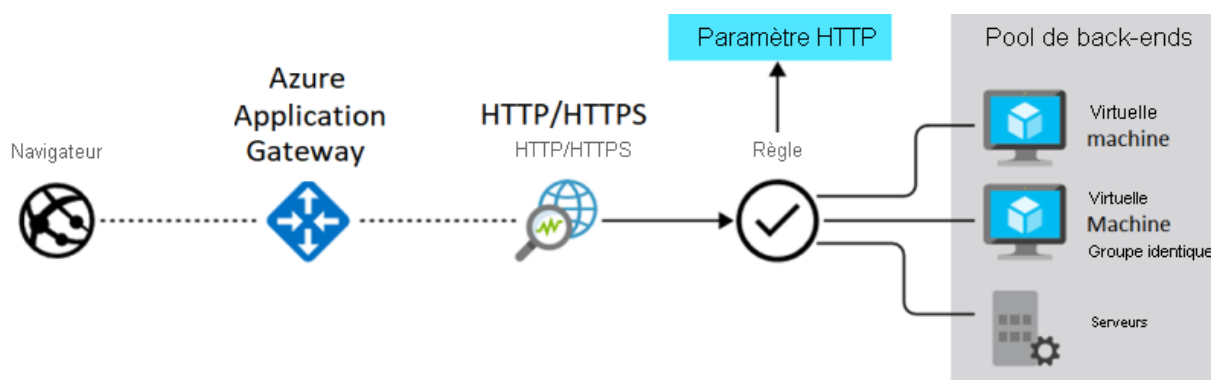 Paramètre HTTP
Pool de back-ends
Azure
Application
Gateway
HTTP/HTTPS
HTTP/HTTPS
Navigateur
Règle
Virtuelle
machine
Virtuelle
Machine
Groupe identique
Serveurs